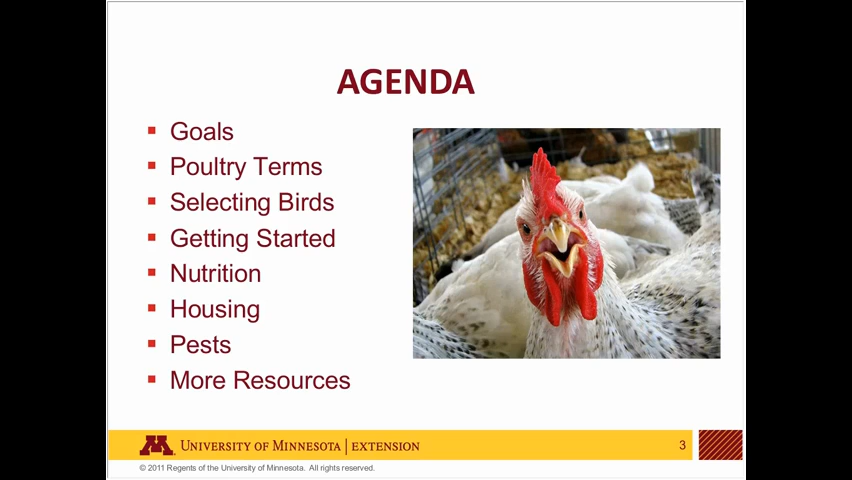 AGENDA
▪ Goals
▪ Poultry Terms
▪ Selecting Birds
▪ Getting Started
▪ Nutrition
▪ Housing
▪ Pests
▪ More Resources
M UNIVERSITY OF MINNESOTA | EXTENSION
3
© 2011 Regents of the University of Minnesota. All rights reserved.